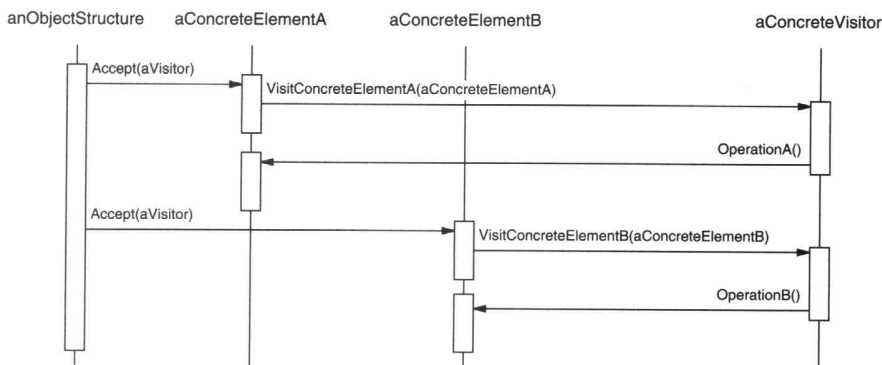 anObjectStructure
aConcreteElementA
aConcreteElementB
aConcreteVisitor
Accept(aVisitor)
VisitConcreteElementA(aConcreteElementA)
OperationA()
Accept(aVisitor)
VisitConcreteElementB(aConcreteElementB)
OperationB()